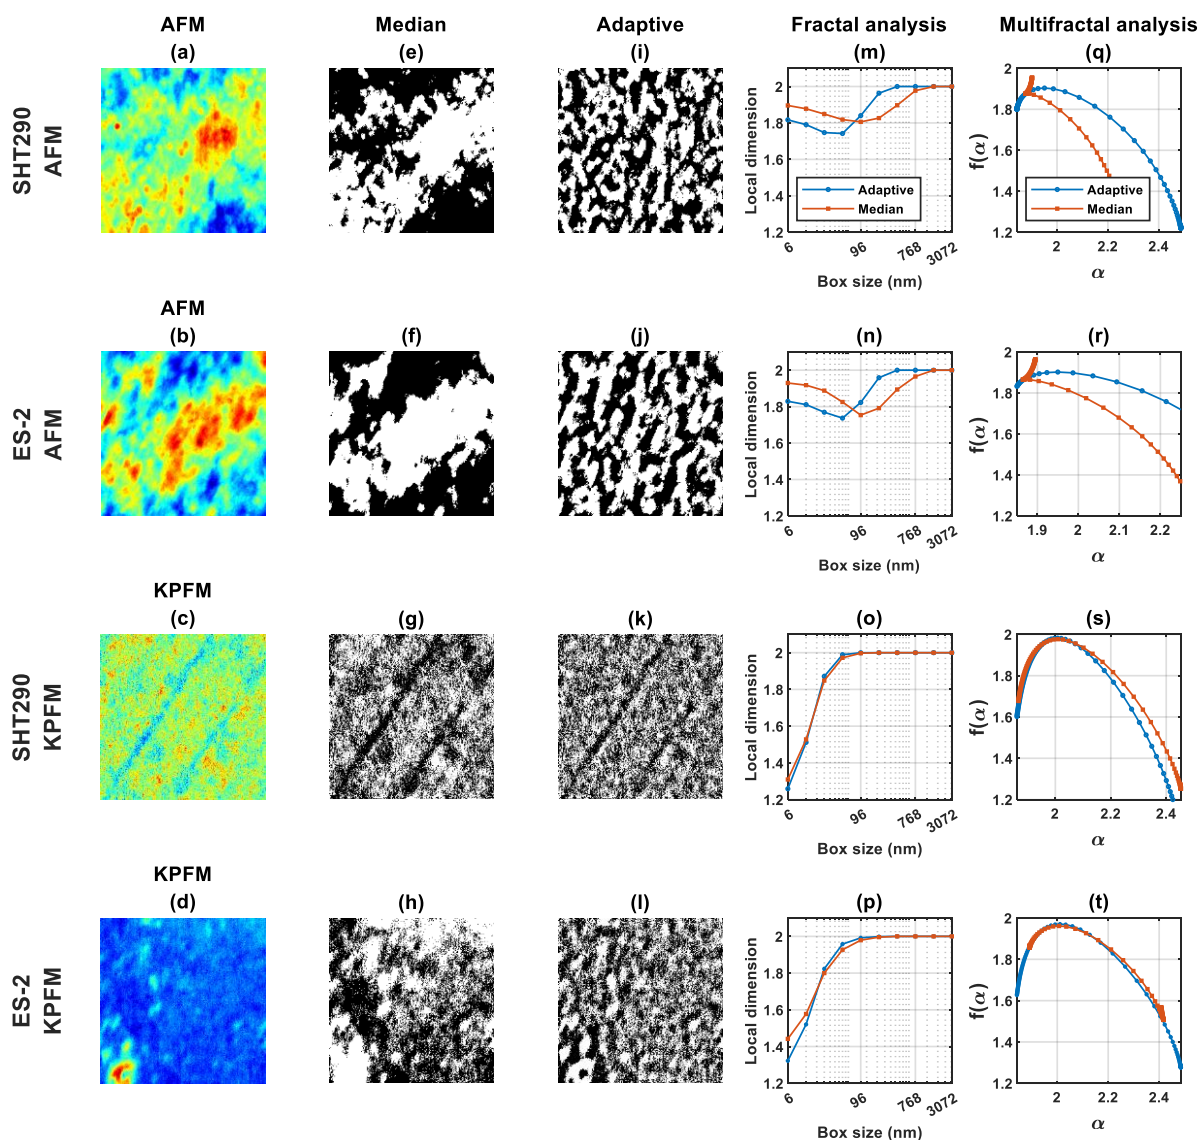 AFM Median Adaptive Fractal analysis Multifractal analysis
(a) (e) (i) (m) (q)
SHT290
AFM
Local dimension
2
1.8
1.6
1.4
1.2
Adaptive
Median
6 96 768 3072
Box size (nm)
f(α)
2
1.8
1.6
1.4
1.2
Adaptive
Median
2 2.2 2.4
α
AFM
(b) (f) (j) (n) (r)
ES-2
AFM
Local dimension
2
1.8
1.6
1.4
1.2
6 96 768 3072
Box size (nm)
f(α)
2
1.8
1.6
1.4
1.2
1.9 2 2.1 2.2
α
KPFM
(c) (g) (k) (o) (s)
SHT290
KPFM
Local dimension
2
1.8
1.6
1.4
1.2
6 96 768 3072
Box size (nm)
f(α)
2
1.8
1.6
1.4
1.2
2 2.2 2.4
α
KPFM
(d) (h) (l) (p) (t)
ES-2
KPFM
Local dimension
2
1.8
1.6
1.4
1.2
6 96 768 3072
Box size (nm)
f(α)
2
1.8
1.6
1.4
1.2
2 2.2 2.4
α